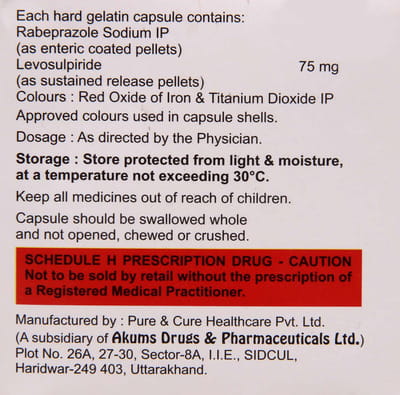 Each hard gelatin capsule contains:
Rabeprazole Sodium IP
(as enteric coated pellets)
Levosulpiride 75 mg
(as sustained release pellets)
Colours : Red Oxide of Iron & Titanium Dioxide IP
Approved colours used in capsule shells.
Dosage : As directed by the Physician.
Storage : Store protected from light & moisture,
at a temperature not exceeding 30°C.
Keep all medicines out of reach of children.
Capsule should be swallowed whole
and not opened, chewed or crushed.
SCHEDULE H PRESCRIPTION DRUG - CAUTION
Not to be sold by retail without the prescription of
a Registered Medical Practitioner.
Manufactured by : Pure & Cure Healthcare Pvt. Ltd.
(A subsidiary of Akums Drugs & Pharmaceuticals Ltd.)
Plot No. 26A, 27-30, Sector-8A, I.I.E., SIDCUL,
Haridwar-249 403, Uttarakhand.